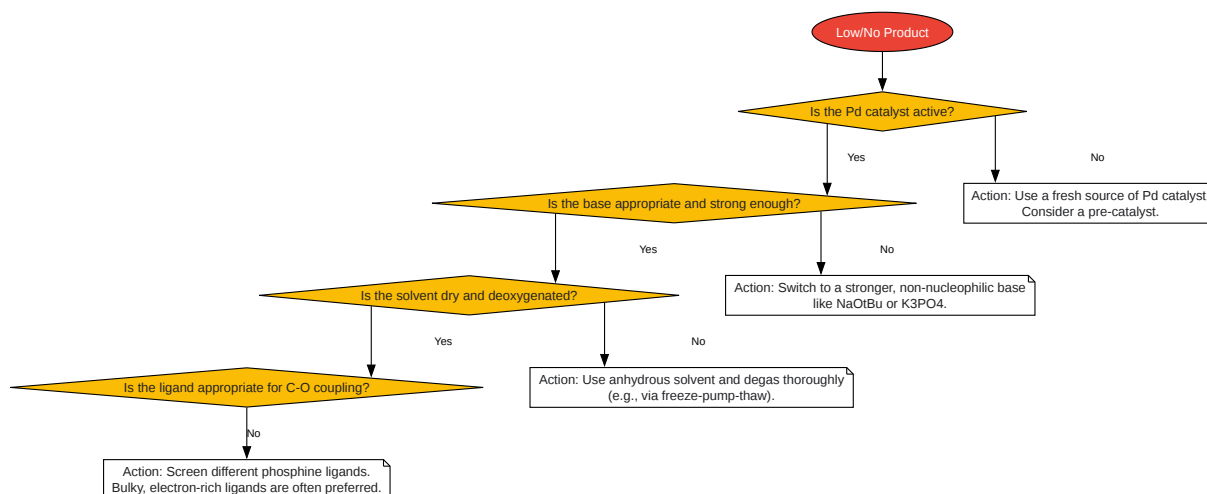 Low/No Product
Is the Pd catalyst active?
Yes
No
Action: Use a fresh source of Pd catalyst.
Consider a pre-catalyst.
Is the base appropriate and strong enough?
Yes
No
Action: Switch to a stronger, non-nucleophilic base
like NaOtBu or K3PO4.
Is the solvent dry and deoxygenated?
Yes
No
Action: Use anhydrous solvent and degas thoroughly
(e.g., via freeze-pump-thaw).
Is the ligand appropriate for C-O coupling?
No
Action: Screen different phosphine ligands.
Bulky, electron-rich ligands are often preferred.